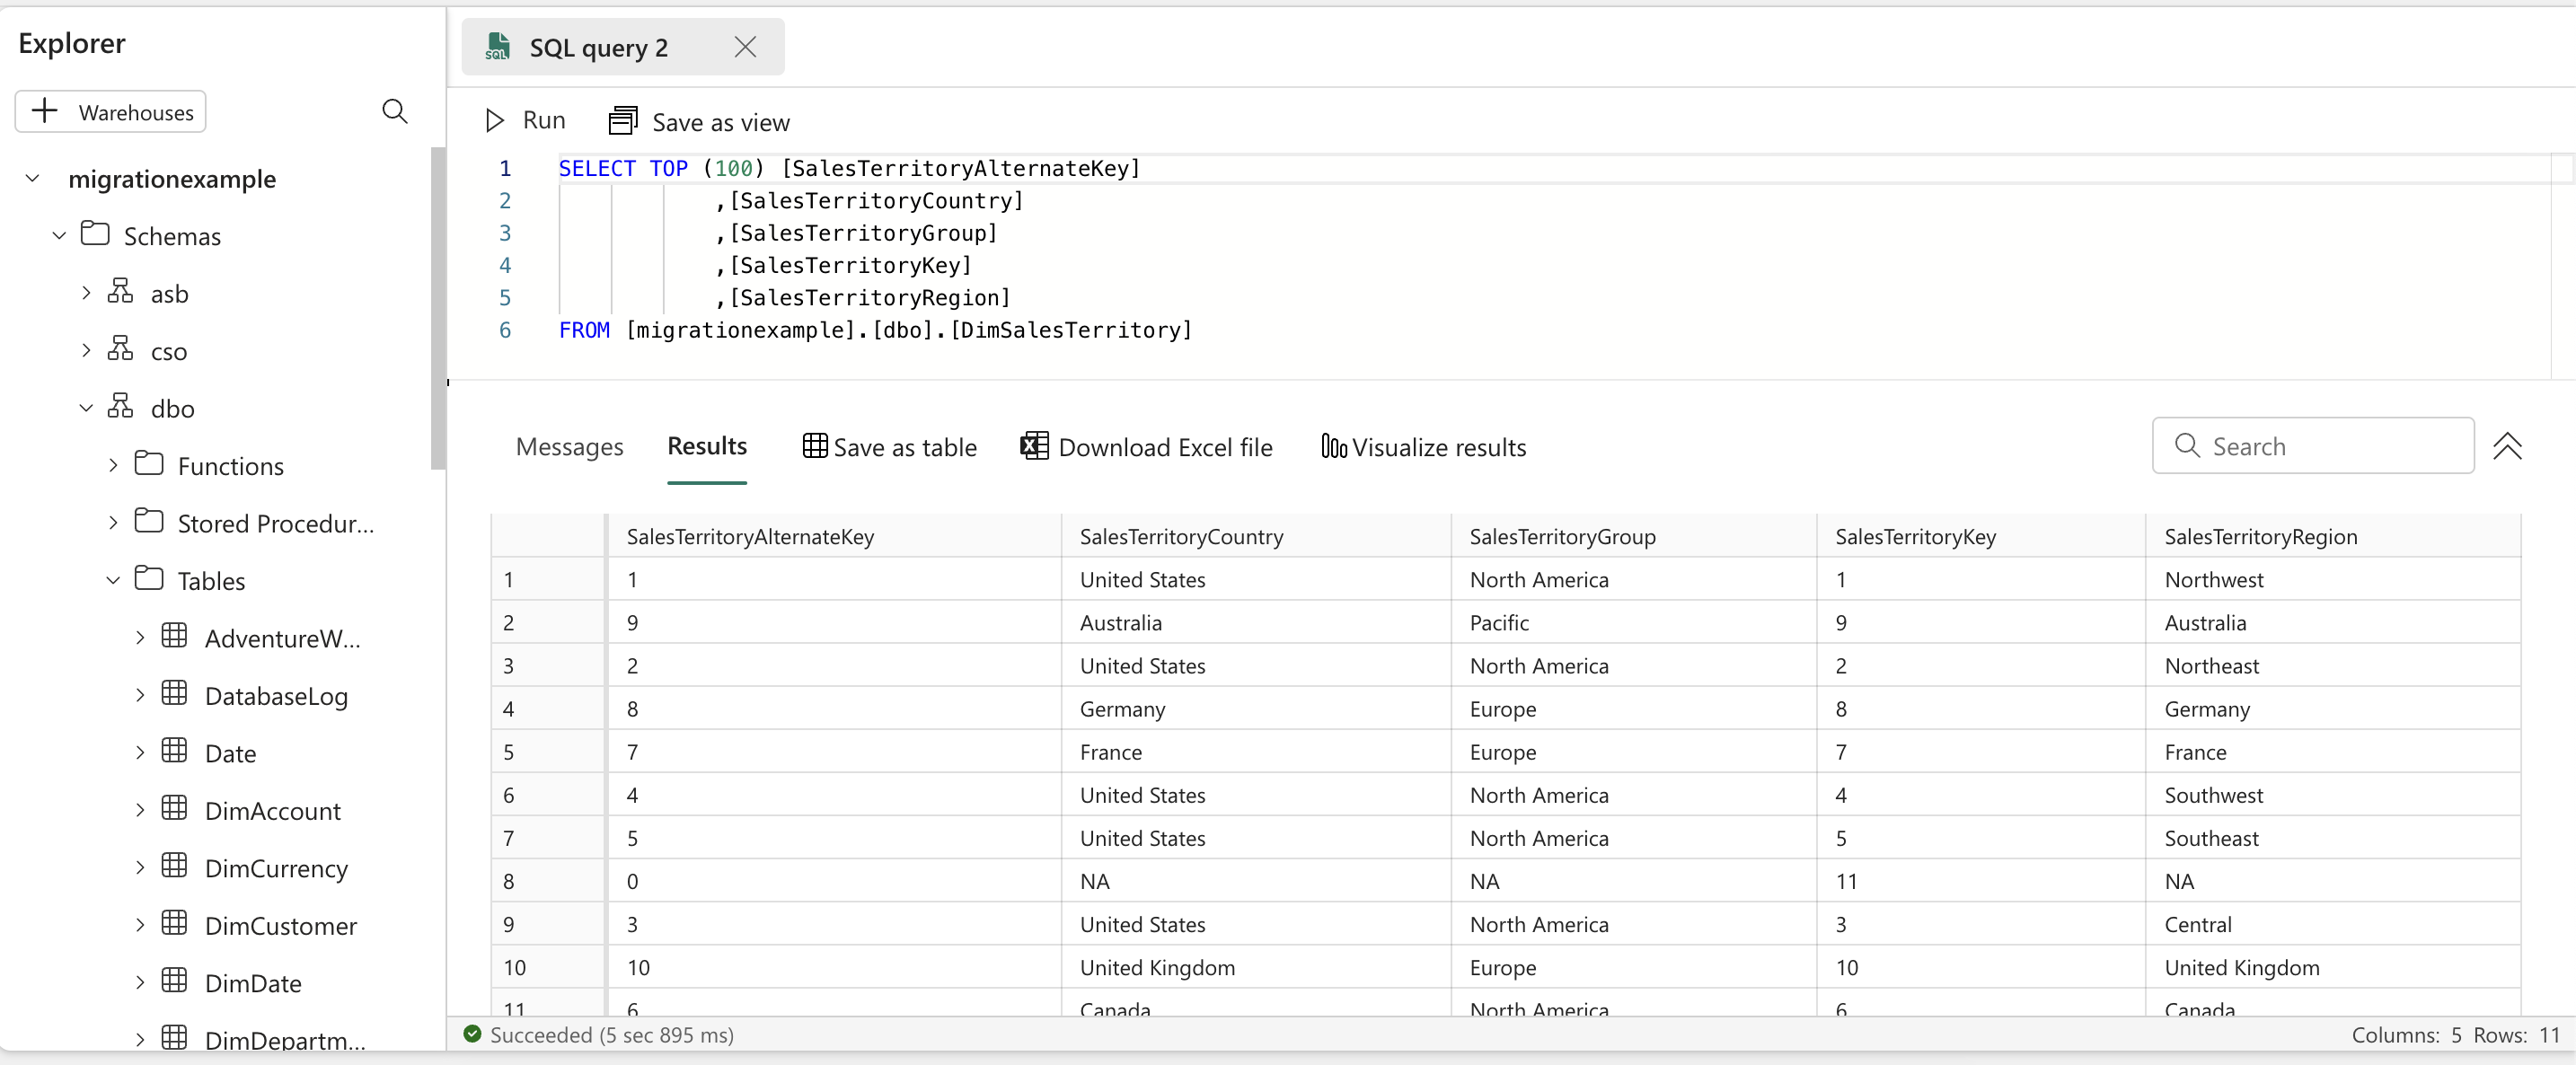 Explorer
Warehouses
migrationexample
Schemas
asb
cso
dbo
Functions
Stored Procedur...
Tables
AdventureW...
DatabaseLog
Date
DimAccount
DimCurrency
DimCustomer
DimDate
DimDepartm...
SQL SQL query 2
Run Save as view
1 SELECT TOP (100) [SalesTerritoryAlternateKey]
2 ,[SalesTerritoryCountry]
3 ,[SalesTerritoryGroup]
4 ,[SalesTerritoryKey]
5 ,[SalesTerritoryRegion]
6 FROM [migrationexample].[dbo].[DimSalesTerritory]
Messages Results Save as table Download Excel file Visualize results Search
SalesTerritoryAlternateKey SalesTerritoryCountry SalesTerritoryGroup SalesTerritoryKey SalesTerritoryRegion
1 1 United States North America 1 Northwest
2 9 Australia Pacific 9 Australia
3 2 United States North America 2 Northeast
4 8 Germany Europe 8 Germany
5 7 France Europe 7 France
6 4 United States North America 4 Southwest
7 5 United States North America 5 Southeast
8 0 NA NA 11 NA
9 3 United States North America 3 Central
10 10 United Kingdom Europe 10 United Kingdom
11 6 Canada North America 6 Canada
Succeeded (5 sec 895 ms) Columns: 5 Rows: 11